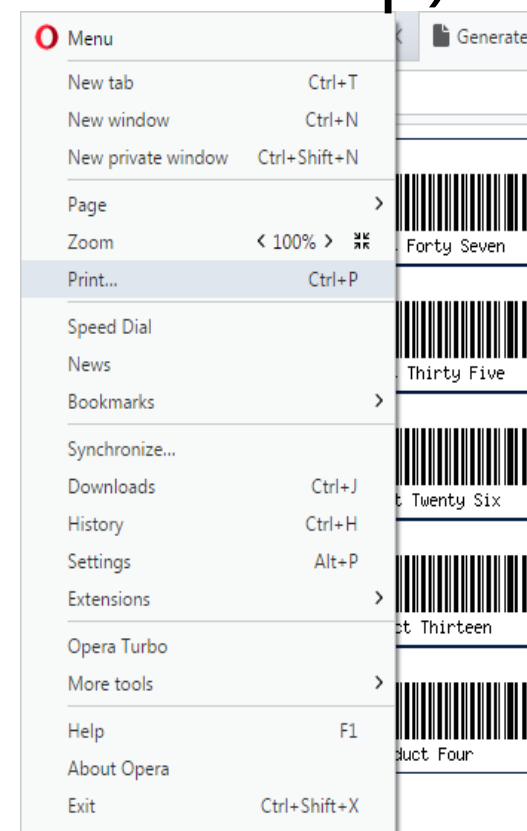 Menu
Generate
New tab Ctrl+T
New window Ctrl+N
New private window Ctrl+Shift+N
Page
Zoom 100%
Forty Seven
Print... Ctrl+P
Speed Dial
News
Thirty Five
Bookmarks
Synchronize...
Downloads Ctrl+J
Twenty Six
History Ctrl+H
Settings Alt+P
Extensions
Thirteen
Opera Turbo
More tools
Help F1
Four
About Opera
Exit Ctrl+Shift+X